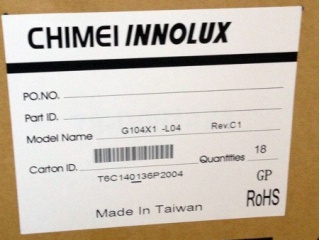 CHIMEI INNOLUX
PO.NO.
Part ID.
Model Name G104X1 -L04 Rev.C1
Carton ID. Quantities 18
T6C140136P2004 GP
RoHS
Made In Taiwan